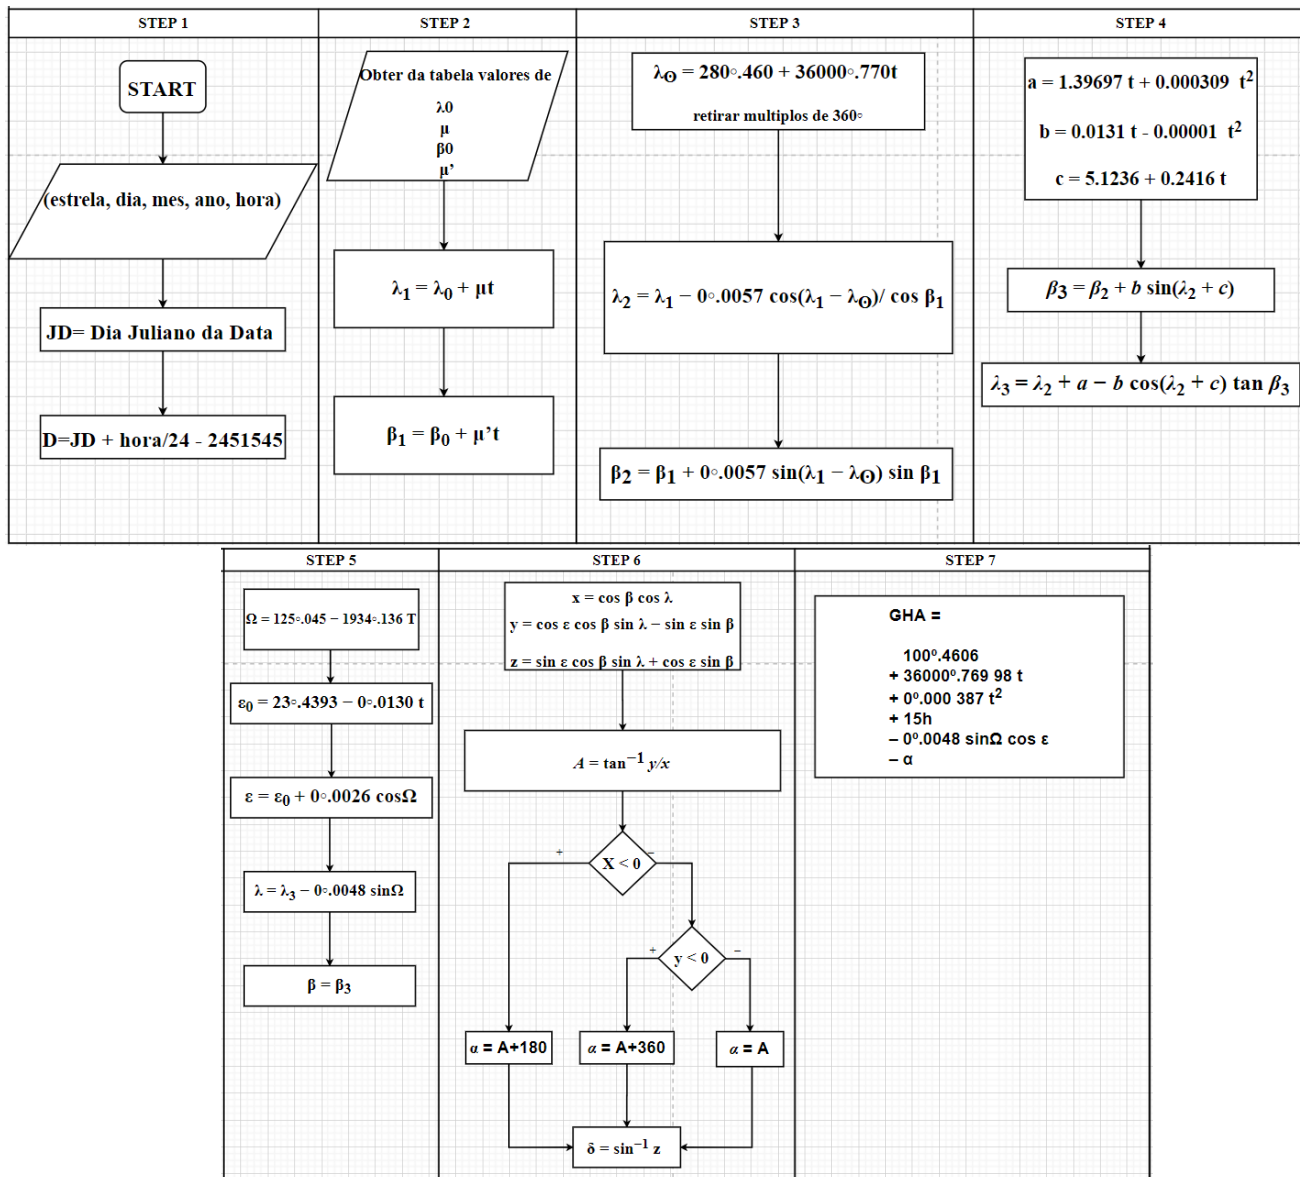 STEP 1
START
(estrela, dia, mes, ano, hora)
JD= Dia Juliano da Data
D=JD + hora/24 - 2451545
STEP 2
Obter da tabela valores de
λ0
μ
β0
μ'
λ₁ = λ₀ + μt
β₁ = β₀ + μ't
STEP 3
λʘ = 280◦.460 + 36000◦.770t
retirar multiplos de 360◦
λ₂ = λ₁ − 0◦.0057 cos(λ₁ − λʘ)/ cos β₁
β₂ = β₁ + 0◦.0057 sin(λ₁ − λʘ) sin β₁
STEP 4
a = 1.39697 t + 0.000309 t²
b = 0.0131 t - 0.00001 t²
c = 5.1236 + 0.2416 t
β₃ = β₂ + b sin(λ₂ + c)
λ₃ = λ₂ + a − b cos(λ₂ + c) tan β₃
STEP 5
Ω = 125◦.045 − 1934◦.136 T
ε₀ = 23◦.4393 − 0◦.0130 t
ε = ε₀ + 0◦.0026 cosΩ
λ = λ₃ − 0◦.0048 sinΩ
β = β₃
STEP 6
x = cos β cos λ
y = cos ε cos β sin λ − sin ε sin β
z = sin ε cos β sin λ + cos ε sin β
A = tan⁻¹ y/x
+
X < 0
−
+
y < 0
−
α = A+180
α = A+360
α = A
δ = sin⁻¹ z
STEP 7
GHA =
100º.4606
+ 36000º.769 98 t
+ 0º.000 387 t²
+ 15h
− 0º.0048 sinΩ cos ε
− α